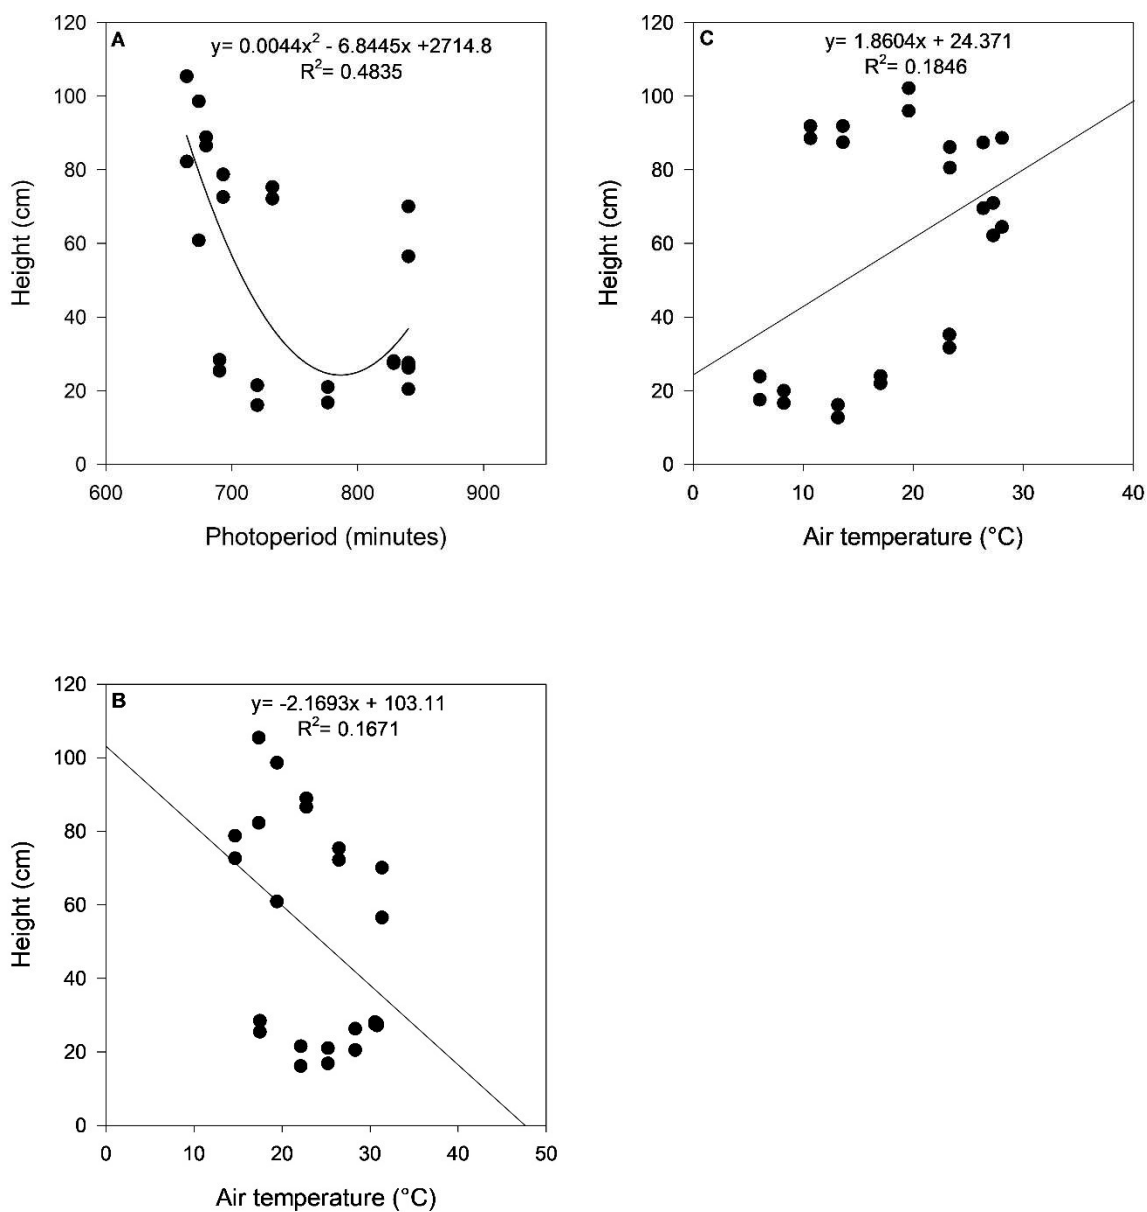 A
y= 0.0044x² - 6.8445x +2714.8
R²= 0.4835
120
100
80
60
40
20
0
Height (cm)
600 700 800 900
Photoperiod (minutes)
C
y= 1.8604x + 24.371
R²= 0.1846
120
100
80
60
40
20
0
Height (cm)
0 10 20 30 40
Air temperature (°C)
B
y= -2.1693x + 103.11
R²= 0.1671
120
100
80
60
40
20
0
Height (cm)
0 10 20 30 40 50
Air temperature (°C)